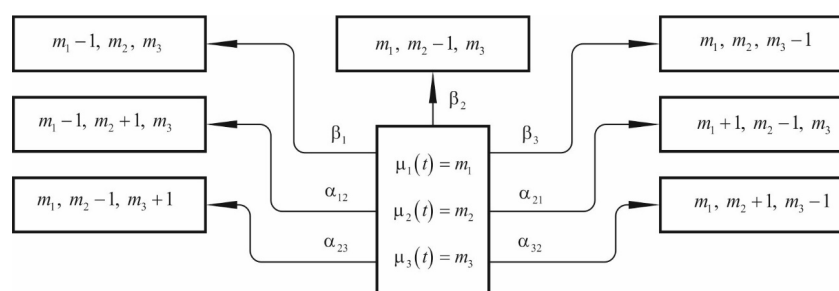 m₁ − 1, m₂, m₃
m₁, m₂ − 1, m₃
m₁, m₂, m₃ − 1
β₂
m₁ − 1, m₂ + 1, m₃
β₁
β₃
m₁ + 1, m₂ − 1, m₃
μ₁(t) = m₁
m₁, m₂ − 1, m₃ + 1
α₁₂
μ₂(t) = m₂
α₂₁
m₁, m₂ + 1, m₃ − 1
α₂₃
μ₃(t) = m₃
α₃₂